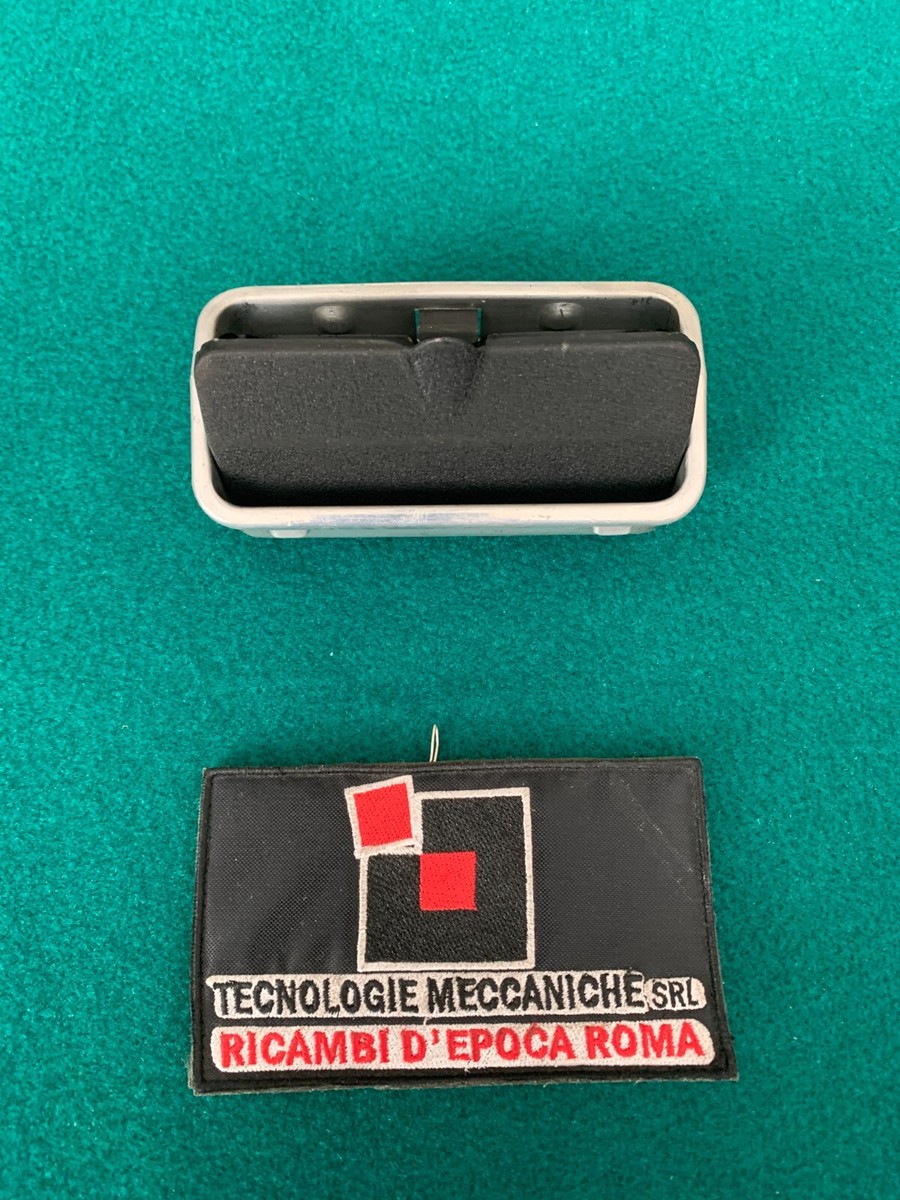 TECNOLOGIE MECCANICHE SRL
RICAMBI D'EPOCA ROMA